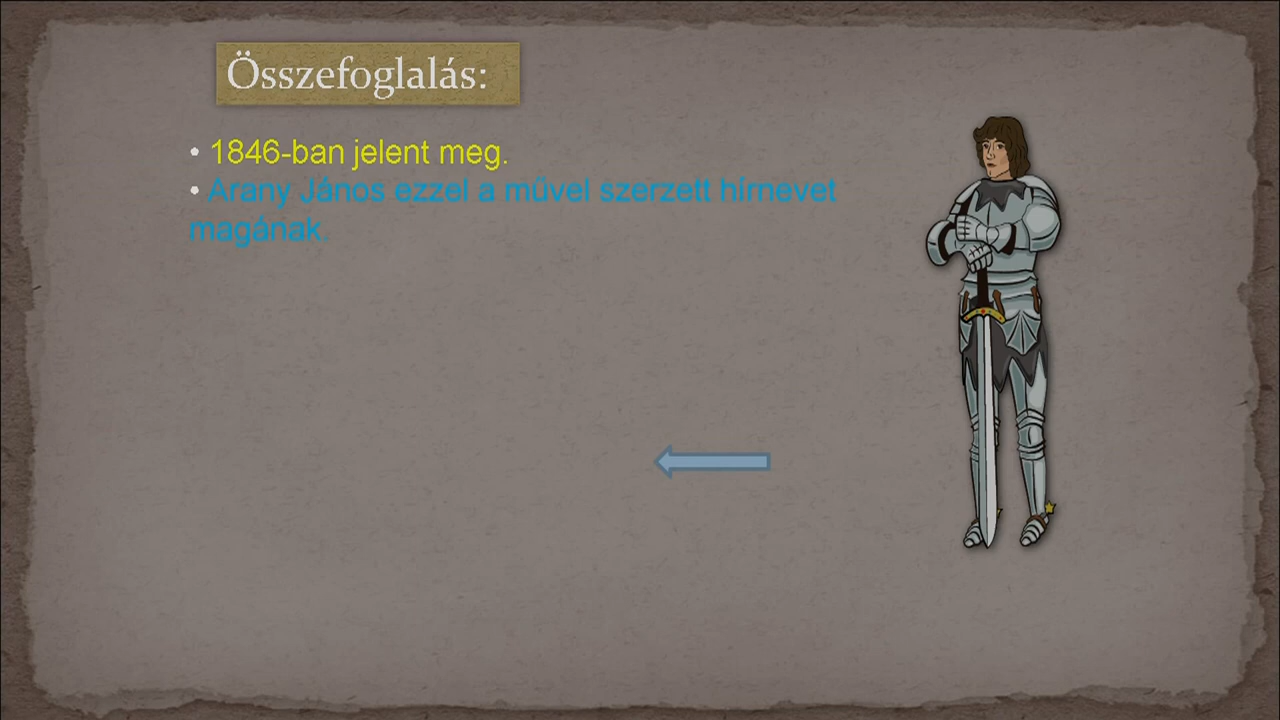 Összefoglalás:
• 1846-ban jelent meg.
• Arany János ezzel a művel szerzett hírnevet
magának.